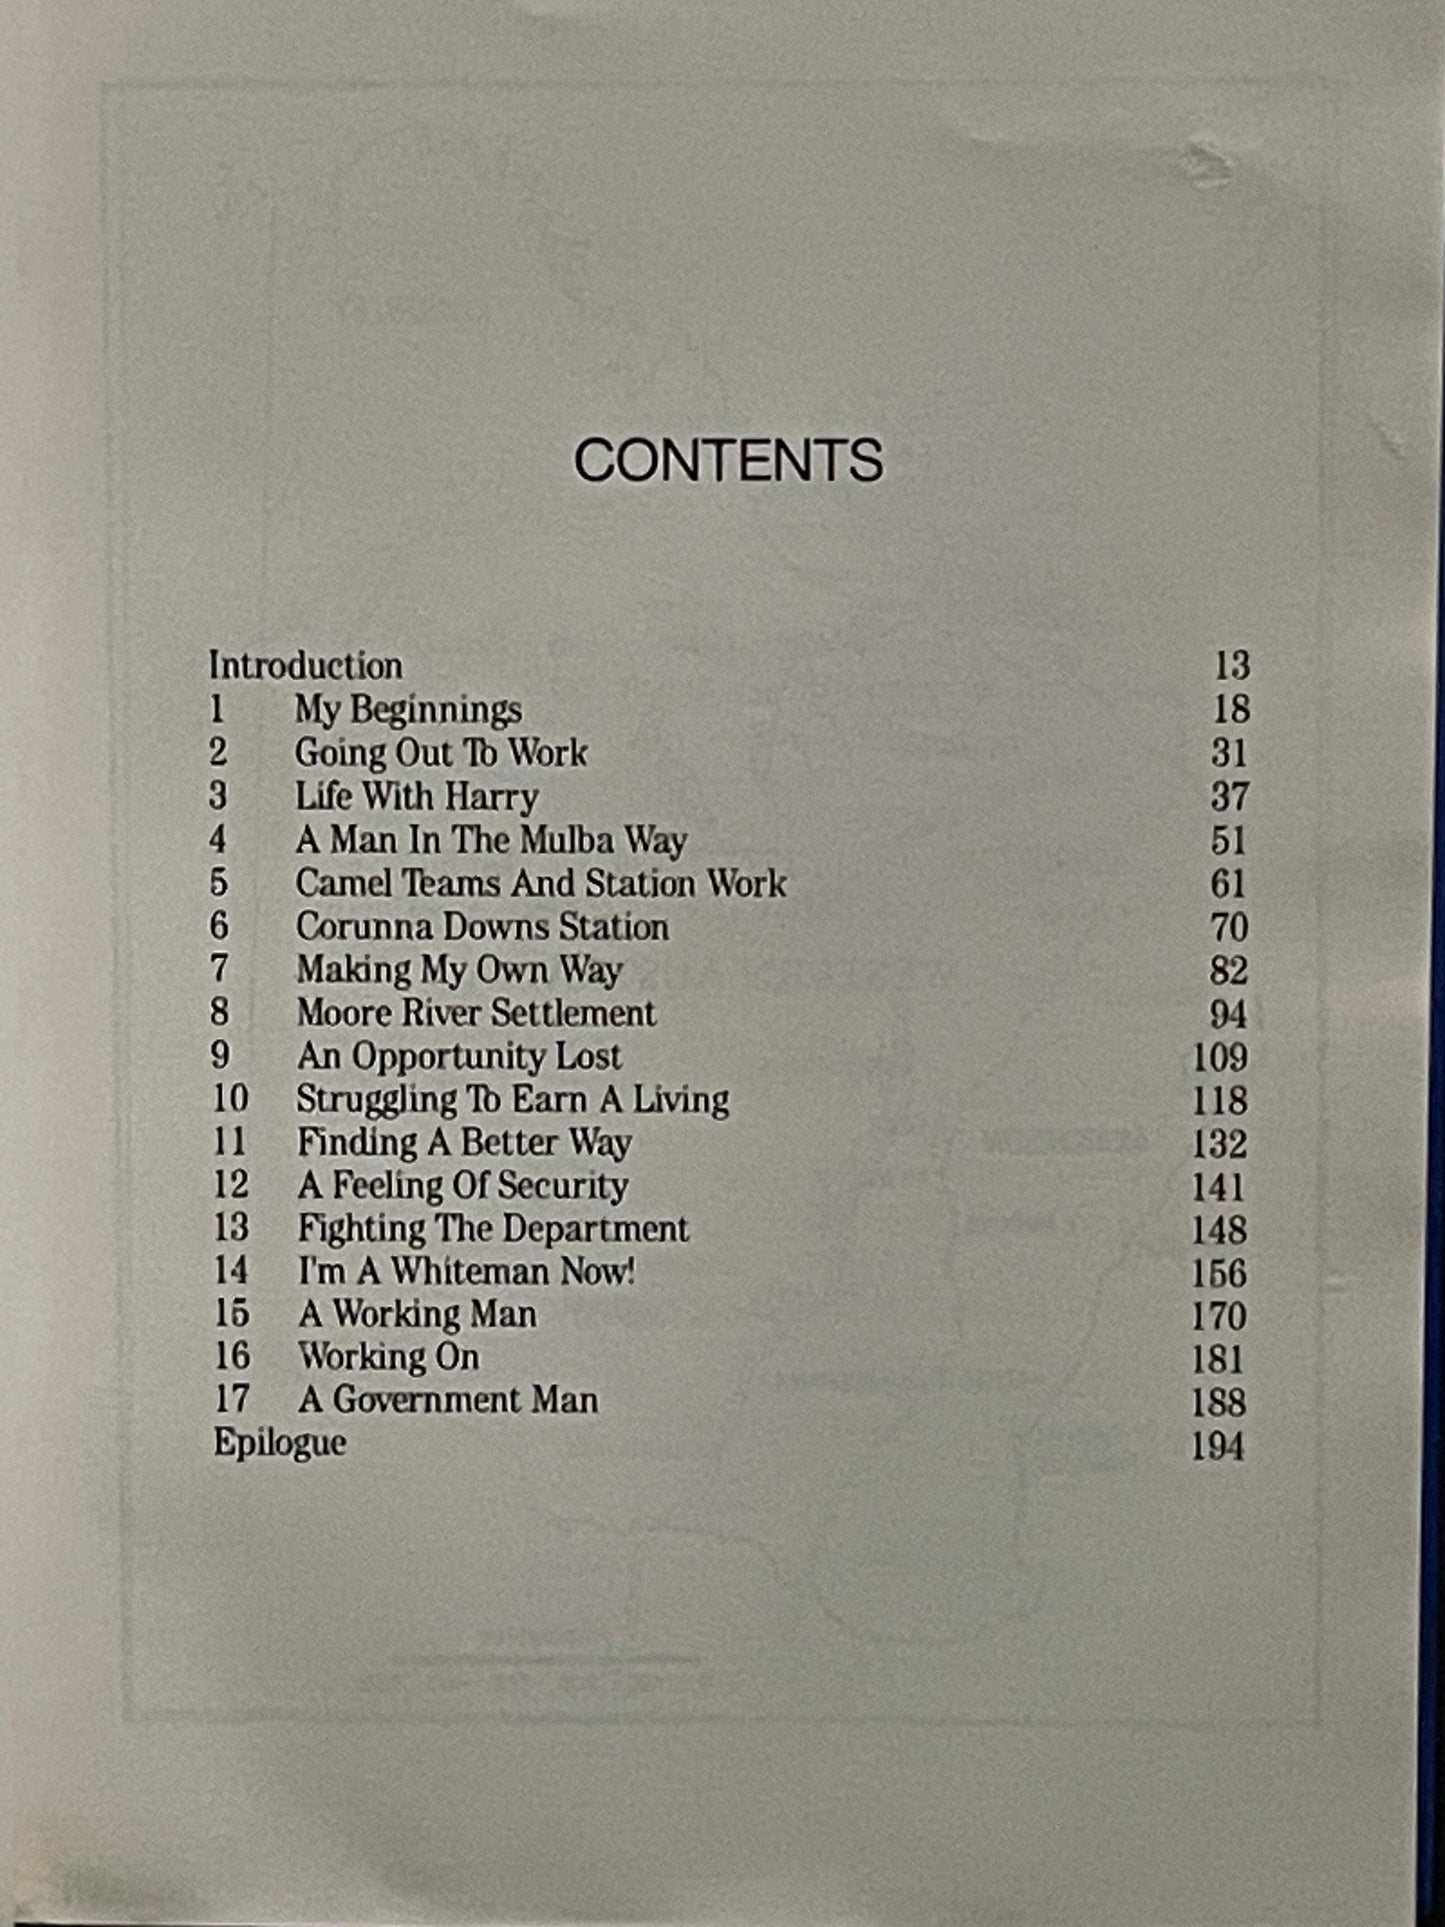 CONTENTS
Introduction 13
1 My Beginnings 18
2 Going Out To Work 31
3 Life With Harry 37
4 A Man In The Mulba Way 51
5 Camel Teams And Station Work 61
6 Corunna Downs Station 70
7 Making My Own Way 82
8 Moore River Settlement 94
9 An Opportunity Lost 109
10 Struggling To Earn A Living 118
11 Finding A Better Way 132
12 A Feeling Of Security 141
13 Fighting The Department 148
14 I'm A Whiteman Now! 156
15 A Working Man 170
16 Working On 181
17 A Government Man 188
Epilogue 194